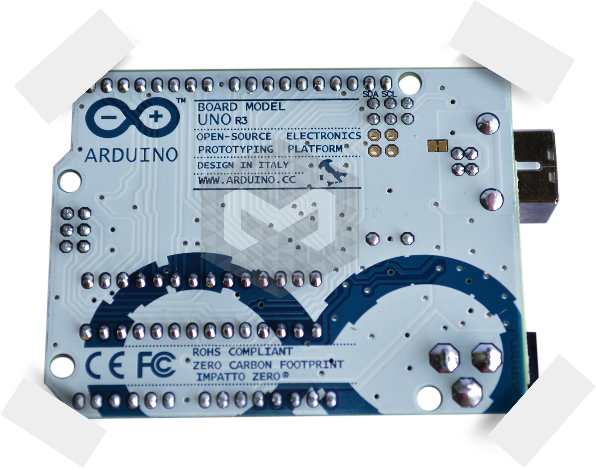 SDA SCL
ARDUINO
™
BOARD MODEL
UNO R3
OPEN-SOURCE ELECTRONICS
PROTOTYPING PLATFORM
DESIGN IN ITALY
WWW.ARDUINO.CC
CE FC
ROHS COMPLIANT
ZERO CARBON FOOTPRINT
IMPATTO ZERO®